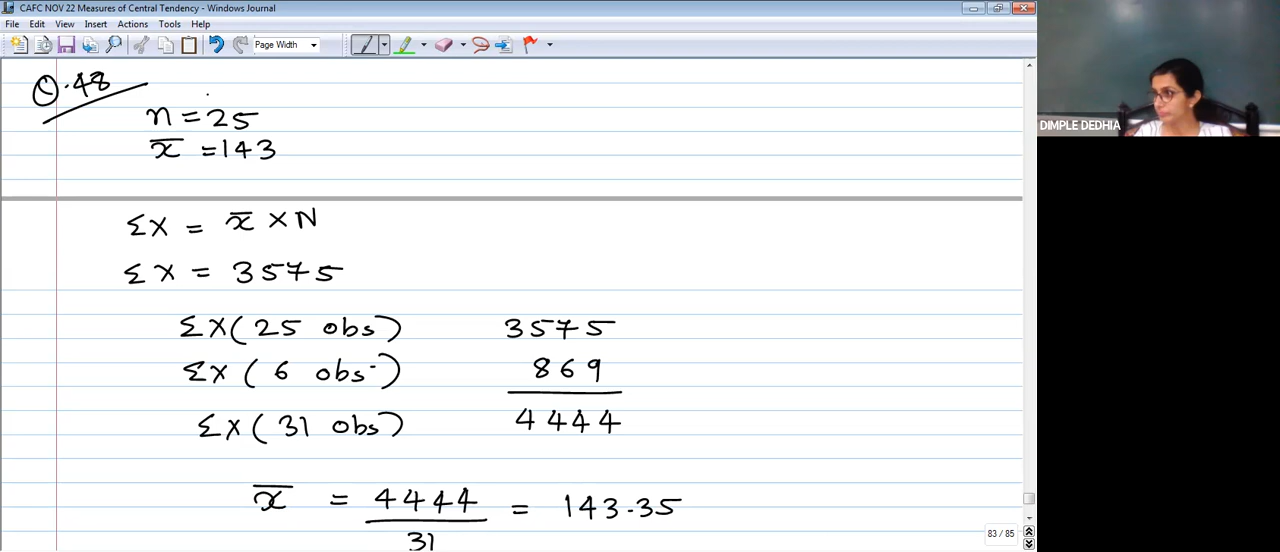 CAFC NOV 22 Measures of Central Tendency - Windows Journal
File Edit View Insert Actions Tools Help
Page Width
Q.48
n = 25
x̅ = 143
DIMPLE DEDHIA
Σx = x̅ × N
Σx = 3575
Σx (25 obs) 3575
Σx (6 obs) 869
Σx (31 obs) 4444
x̅ = 4444 / 31 = 143.35
83 / 85